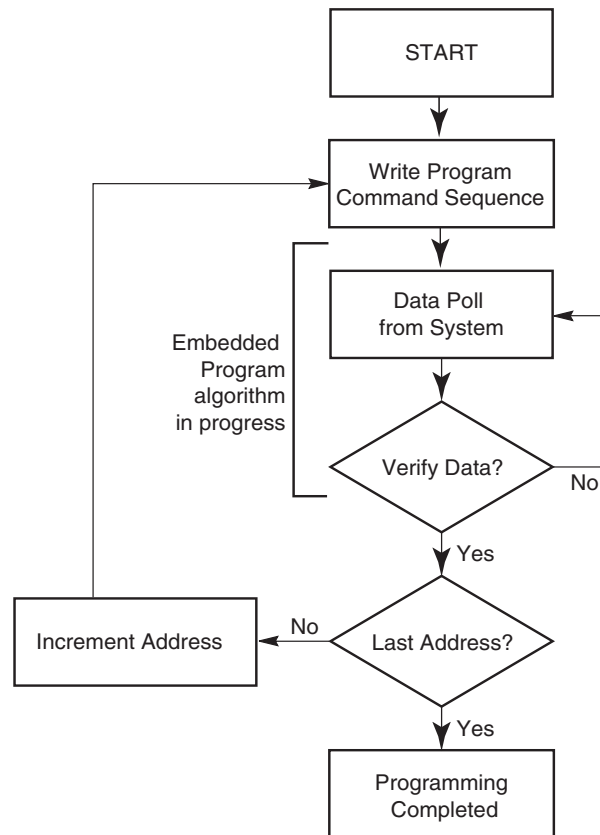 START
Write Program
Command Sequence
Data Poll
from System
Embedded
Program
algorithm
in progress
Verify Data?
No
Yes
Last Address?
No
Increment Address
Yes
Programming
Completed